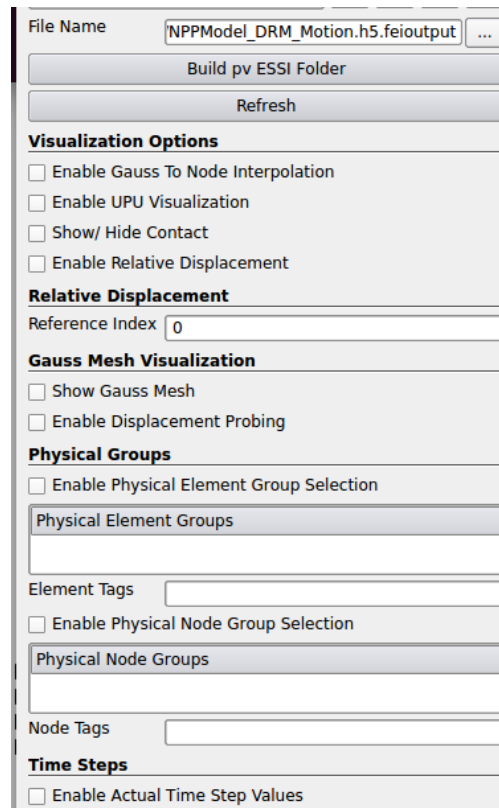 File Name
'NPPModel_DRM_Motion.h5.feioutput
...
Build pv ESSI Folder
Refresh
Visualization Options
Enable Gauss To Node Interpolation
Enable UPU Visualization
Show/ Hide Contact
Enable Relative Displacement
Relative Displacement
Reference Index 0
Gauss Mesh Visualization
Show Gauss Mesh
Enable Displacement Probing
Physical Groups
Enable Physical Element Group Selection
Physical Element Groups
Element Tags
Enable Physical Node Group Selection
Physical Node Groups
Node Tags
Time Steps
Enable Actual Time Step Values